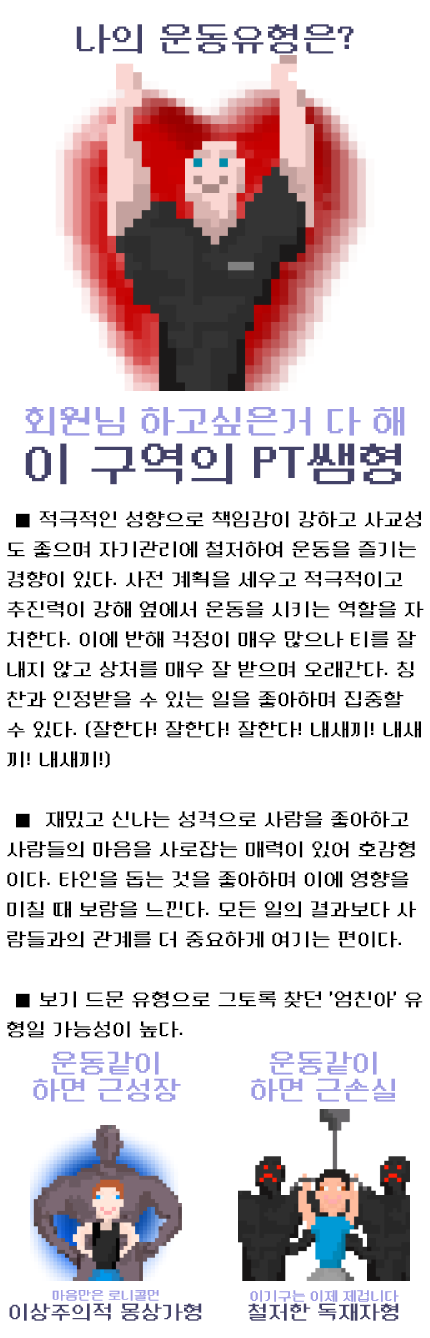 나의 운동유형은?
회원님 하고싶은거 다 해
이 구역의 PT쌤형
■ 적극적인 성향으로 책임감이 강하고 사교성
도 좋으며 자기관리에 철저하여 운동을 즐기는
경향이 있다. 사전 계획을 세우고 적극적이고
추진력이 강해 옆에서 운동을 시키는 역할을 자
처한다. 이에 반해 걱정이 매우 많으나 티를 잘
내지 않고 상처를 매우 잘 받으며 오래간다. 칭
찬과 인정받을 수 있는 일을 좋아하며 집중할
수 있다. (잘한다! 잘한다! 잘한다! 내새끼! 내새
끼! 내새끼!)
■ 재밌고 신나는 성격으로 사람을 좋아하고
사람들의 마음을 사로잡는 매력이 있어 호감형
이다. 타인을 돕는 것을 좋아하며 이에 영향을
미칠 때 보람을 느낀다. 모든 일의 결과보다 사
람들과의 관계를 더 중요하게 여기는 편이다.
■ 보기 드문 유형으로 그토록 찾던 '엄친아' 유
형일 가능성이 높다.
운동같이
하면 근성장
마음만은 로니콜먼
이상주의적 몽상가형
운동같이
하면 근손실
이기구는 이제 제겁니다
철저한 독재자형